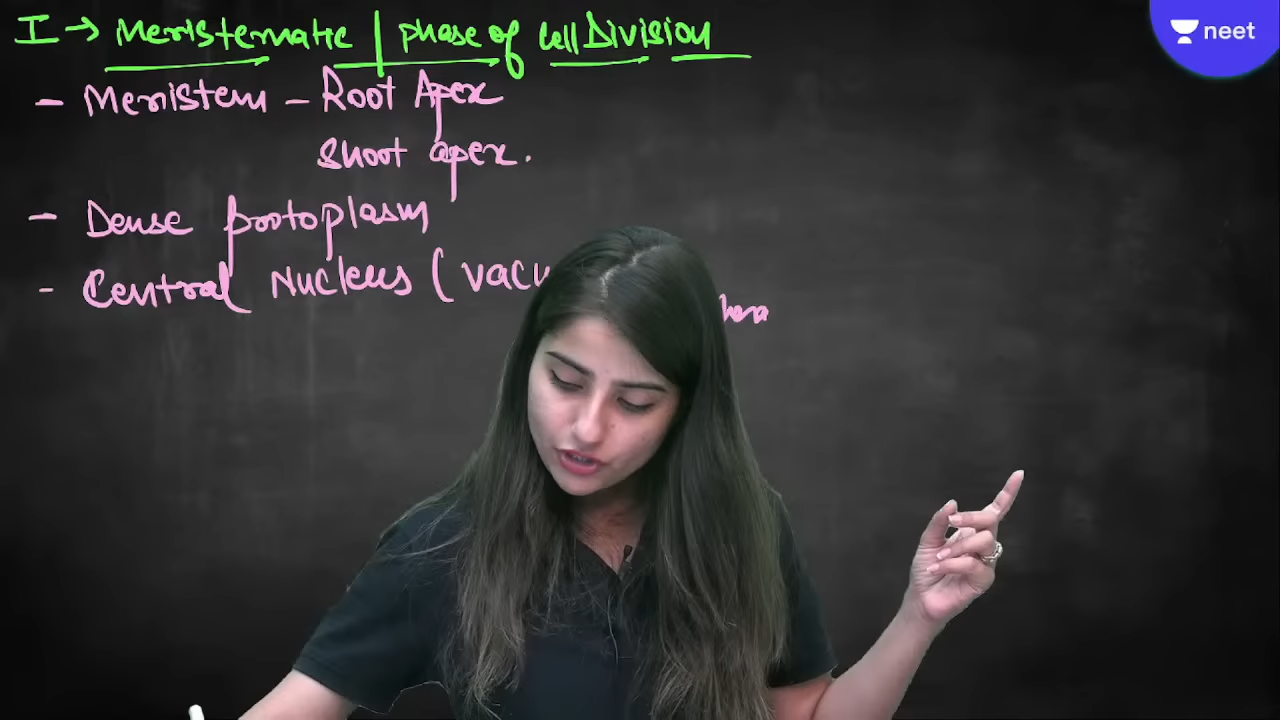 I → Meristematic | phase of cell Division
neet
- Meristem - Root Apex
Shoot apex.
- Dense protoplasm
- Central Nucleus (vacu